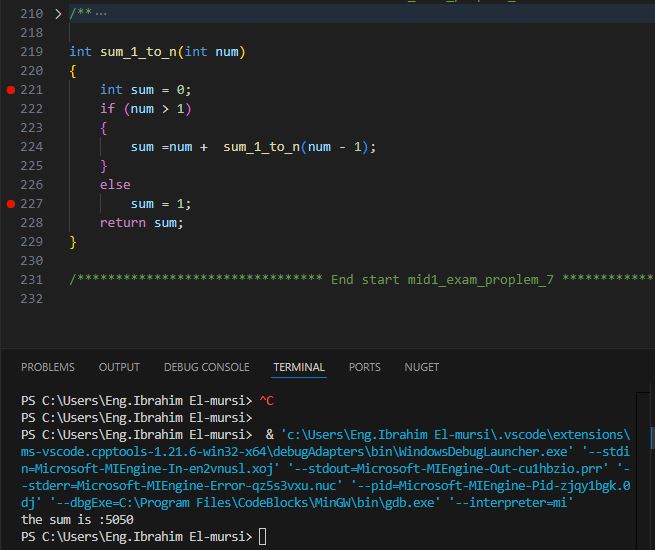 210 > /** ···
218
219 int sum_1_to_n(int num)
220 {
221 int sum = 0;
222 if (num > 1)
223 {
224 sum =num +  sum_1_to_n(num - 1);
225 }
226 else
227 sum = 1;
228 return sum;
229 }
230
231 /******************************** End start mid1_exam_proplem_7 ************
232
PROBLEMS OUTPUT DEBUG CONSOLE TERMINAL PORTS NUGET
PS C:\Users\Eng.Ibrahim El-mursi> ^C
PS C:\Users\Eng.Ibrahim El-mursi>
PS C:\Users\Eng.Ibrahim El-mursi>  & 'c:\Users\Eng.Ibrahim El-mursi\.vscode\extensions\
ms-vscode.cpptools-1.21.6-win32-x64\debugAdapters\bin\WindowsDebugLauncher.exe' '--stdi
n=Microsoft-MIEngine-In-en2vnusl.xoj' '--stdout=Microsoft-MIEngine-Out-cu1hbzio.prr' '-
-stderr=Microsoft-MIEngine-Error-qz5s3vxu.nuc' '--pid=Microsoft-MIEngine-Pid-zjqy1bgk.0
dj' '--dbgExe=C:\Program Files\CodeBlocks\MinGW\bin\gdb.exe' '--interpreter=mi'
the sum is :5050
PS C:\Users\Eng.Ibrahim El-mursi>